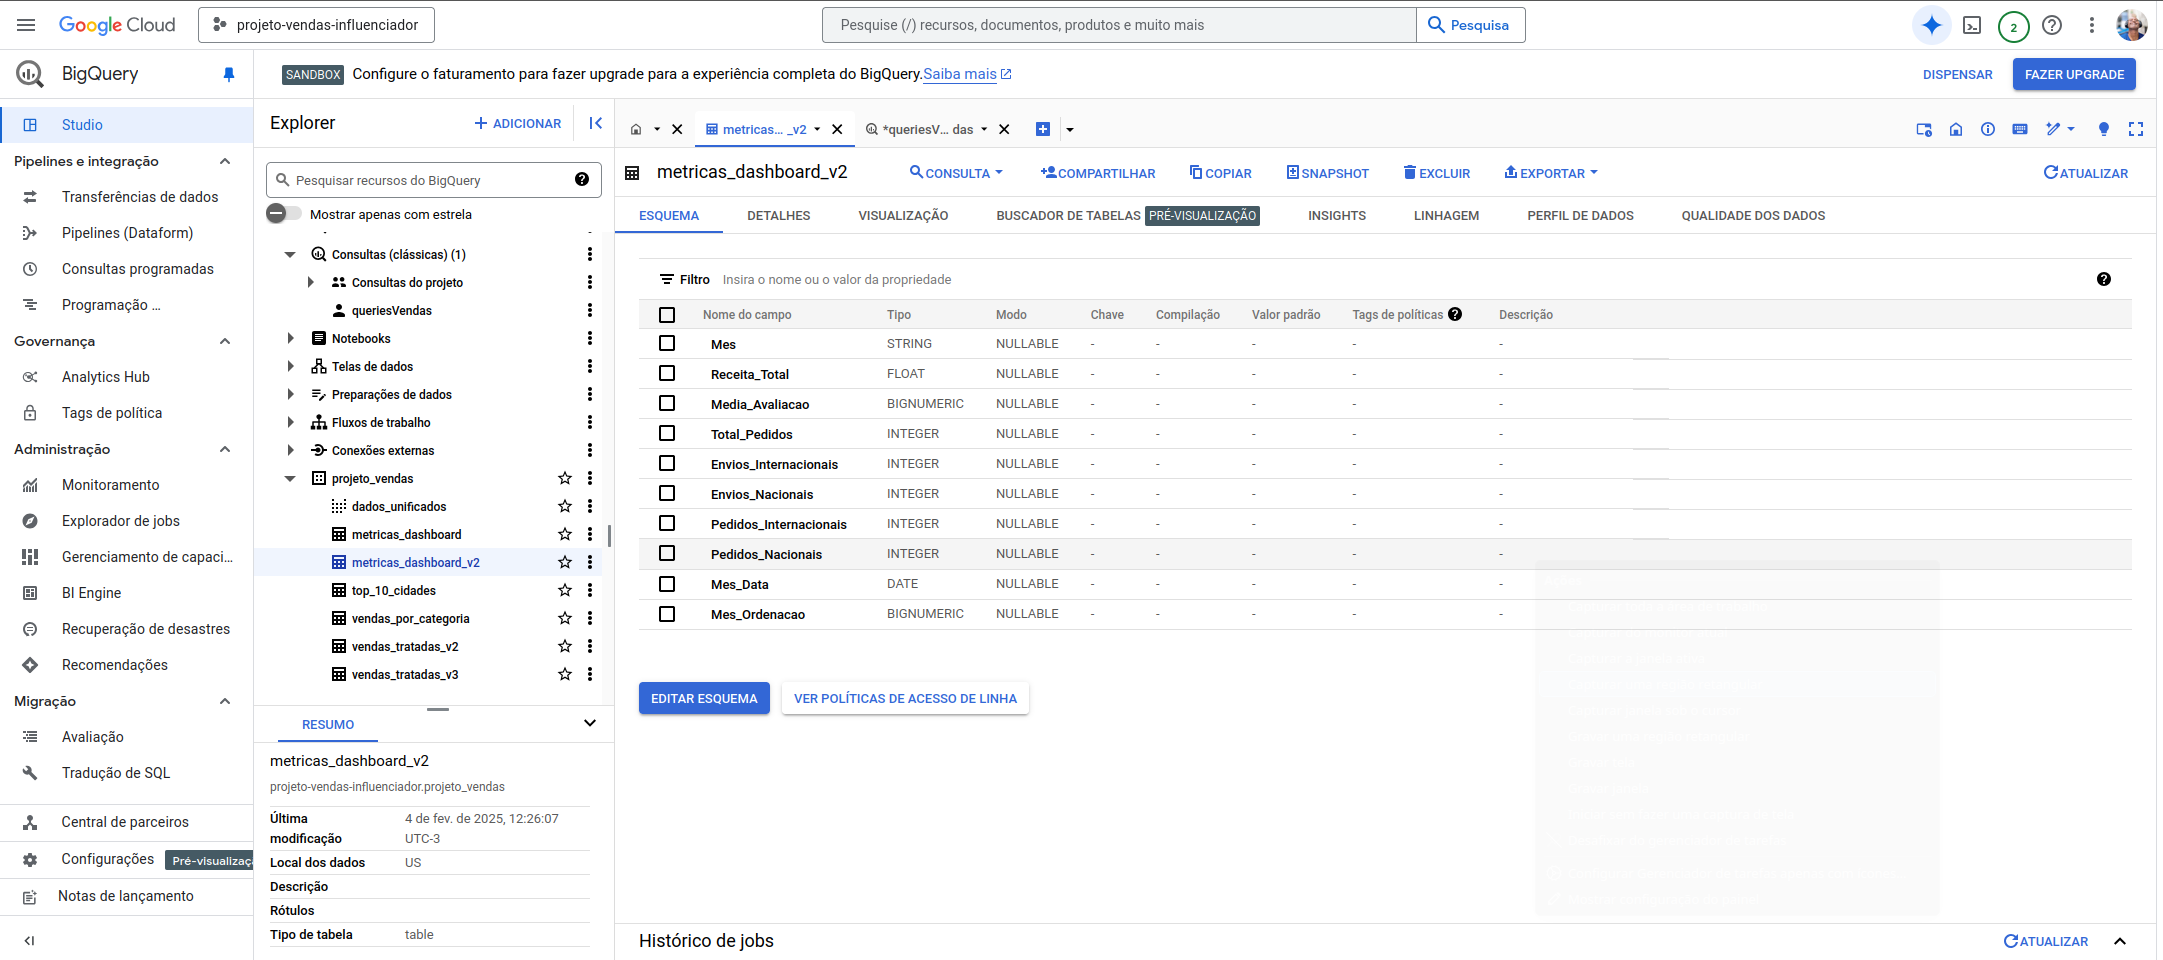 Google Cloud
projeto-vendas-influenciador
Pesquise (/) recursos, documentos, produtos e muito mais
Pesquisa
2
BigQuery
SANDBOX Configure o faturamento para fazer upgrade para a experiência completa do BigQuery. Saiba mais
DISPENSAR
FAZER UPGRADE
Studio
Pipelines e integração
Transferências de dados
Pipelines (Dataform)
Consultas programadas
Programação ...
Governança
Analytics Hub
Tags de política
Administração
Monitoramento
Explorador de jobs
Gerenciamento de capaci...
BI Engine
Recuperação de desastres
Recomendações
Migração
Avaliação
Tradução de SQL
Central de parceiros
Configurações Pré-visualizaç
Notas de lançamento
Explorer
ADICIONAR
Pesquisar recursos do BigQuery
Mostrar apenas com estrela
Consultas (clássicas) (1)
Consultas do projeto
queriesVendas
Notebooks
Telas de dados
Preparações de dados
Fluxos de trabalho
Conexões externas
projeto_vendas
dados_unificados
metricas_dashboard
metricas_dashboard_v2
top_10_cidades
vendas_por_categoria
vendas_tratadas_v2
vendas_tratadas_v3
RESUMO
metricas_dashboard_v2
projeto-vendas-influenciador.projeto_vendas
Última modificação 4 de fev. de 2025, 12:26:07 UTC-3
Local dos dados US
Descrição
Rótulos
Tipo de tabela table
metricas... _v2
*queriesV... das
metricas_dashboard_v2
CONSULTA
COMPARTILHAR
COPIAR
SNAPSHOT
EXCLUIR
EXPORTAR
ATUALIZAR
ESQUEMA
DETALHES
VISUALIZAÇÃO
BUSCADOR DE TABELAS PRÉ-VISUALIZAÇÃO
INSIGHTS
LINHAGEM
PERFIL DE DADOS
QUALIDADE DOS DADOS
Filtro Insira o nome ou o valor da propriedade
Nome do campo Tipo Modo Chave Compilação Valor padrão Tags de políticas Descrição
Mes STRING NULLABLE - - - - -
Receita_Total FLOAT NULLABLE - - - - -
Media_Avaliacao BIGNUMERIC NULLABLE - - - - -
Total_Pedidos INTEGER NULLABLE - - - - -
Envios_Internacionais INTEGER NULLABLE - - - - -
Envios_Nacionais INTEGER NULLABLE - - - - -
Pedidos_Internacionais INTEGER NULLABLE - - - - -
Pedidos_Nacionais INTEGER NULLABLE - - - - -
Mes_Data DATE NULLABLE - - - - -
Mes_Ordenacao BIGNUMERIC NULLABLE - - - - -
EDITAR ESQUEMA
VER POLÍTICAS DE ACESSO DE LINHA
Histórico de jobs
ATUALIZAR